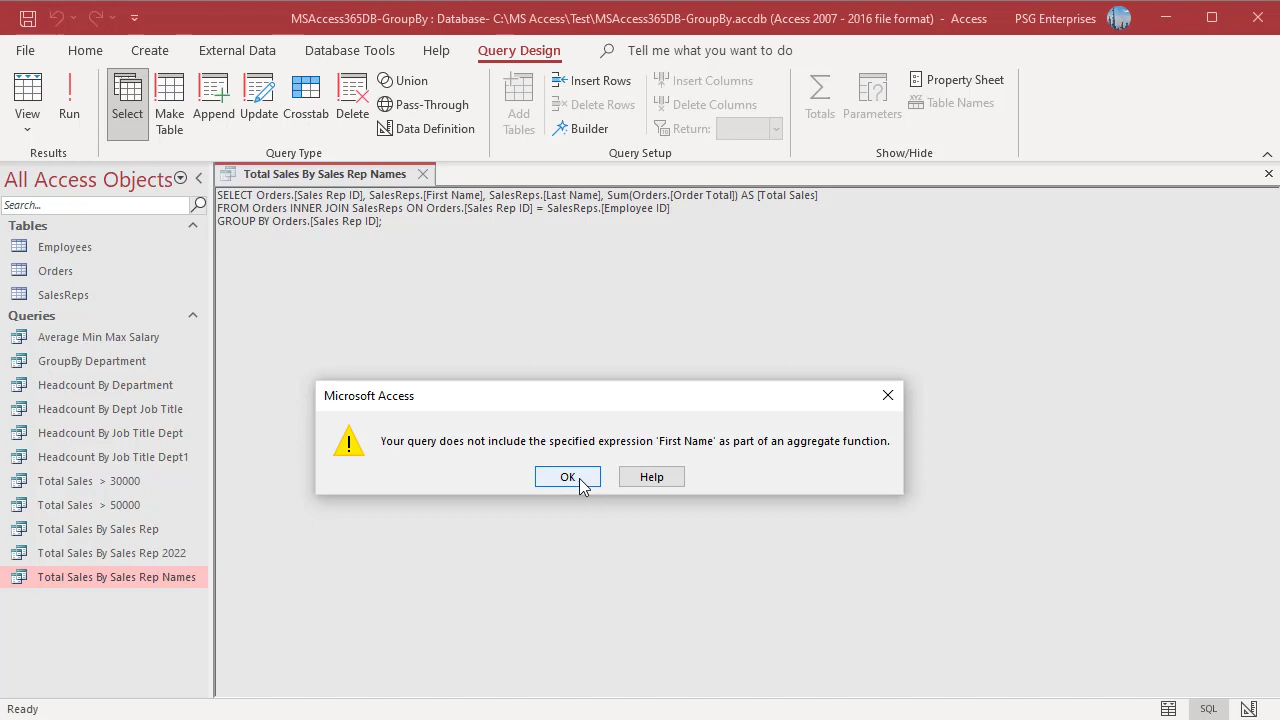 MSAccess365DB-GroupBy : Database- C:\MS Access\Test\MSAccess365DB-GroupBy.accdb (Access 2007 - 2016 file format) - Access
PSG Enterprises
File
Home
Create
External Data
Database Tools
Help
Query Design
Tell me what you want to do
View
Run
Select
Make
Table
Append
Update
Crosstab
Delete
Union
Pass-Through
Data Definition
Add
Tables
Insert Rows
Delete Rows
Builder
Insert Columns
Delete Columns
Return:
Totals
Parameters
Property Sheet
XYZ Table Names
Results
Query Type
Query Setup
Show/Hide
All Access Objects
Search...
Tables
Employees
Orders
SalesReps
Queries
Average Min Max Salary
GroupBy Department
Headcount By Department
Headcount By Dept Job Title
Headcount By Job Title Dept
Headcount By Job Title Dept1
Total Sales > 30000
Total Sales > 50000
Total Sales By Sales Rep
Total Sales By Sales Rep 2022
Total Sales By Sales Rep Names
Total Sales By Sales Rep Names
SELECT Orders.[Sales Rep ID], SalesReps.[First Name], SalesReps.[Last Name], Sum(Orders.[Order Total]) AS [Total Sales]
FROM Orders INNER JOIN SalesReps ON Orders.[Sales Rep ID] = SalesReps.[Employee ID]
GROUP BY Orders.[Sales Rep ID];
Microsoft Access
Your query does not include the specified expression 'First Name' as part of an aggregate function.
OK
Help
Ready
SQL